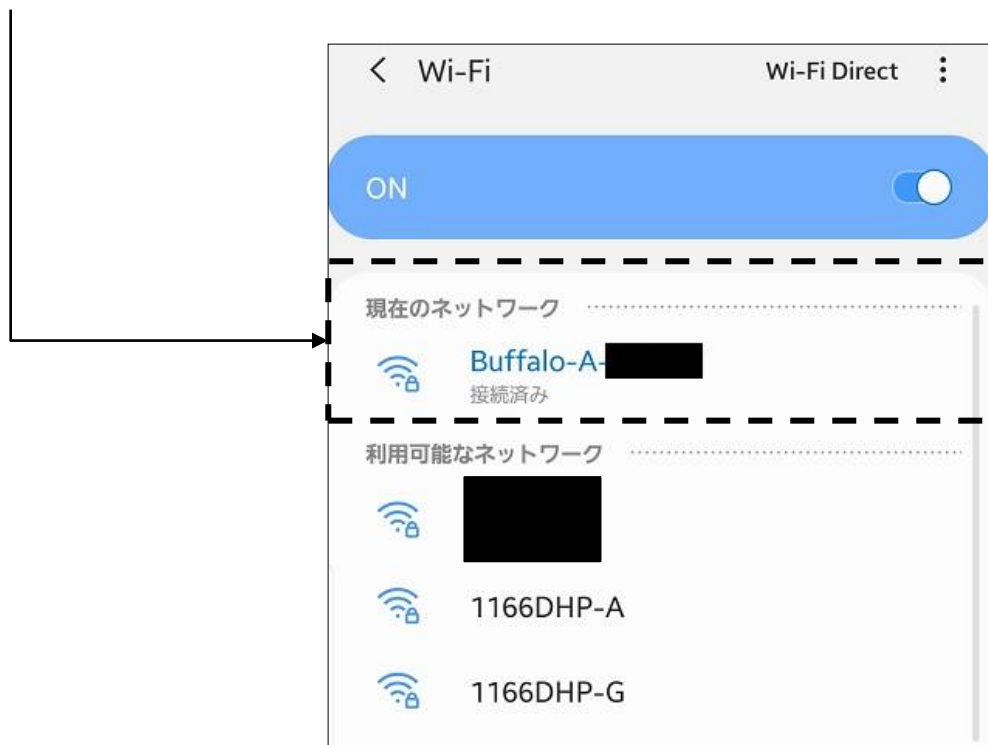 Wi-Fi Wi-Fi Direct
ON
現在のネットワーク
Buffalo-A-
接続済み
利用可能なネットワーク
1166DHP-A
1166DHP-G